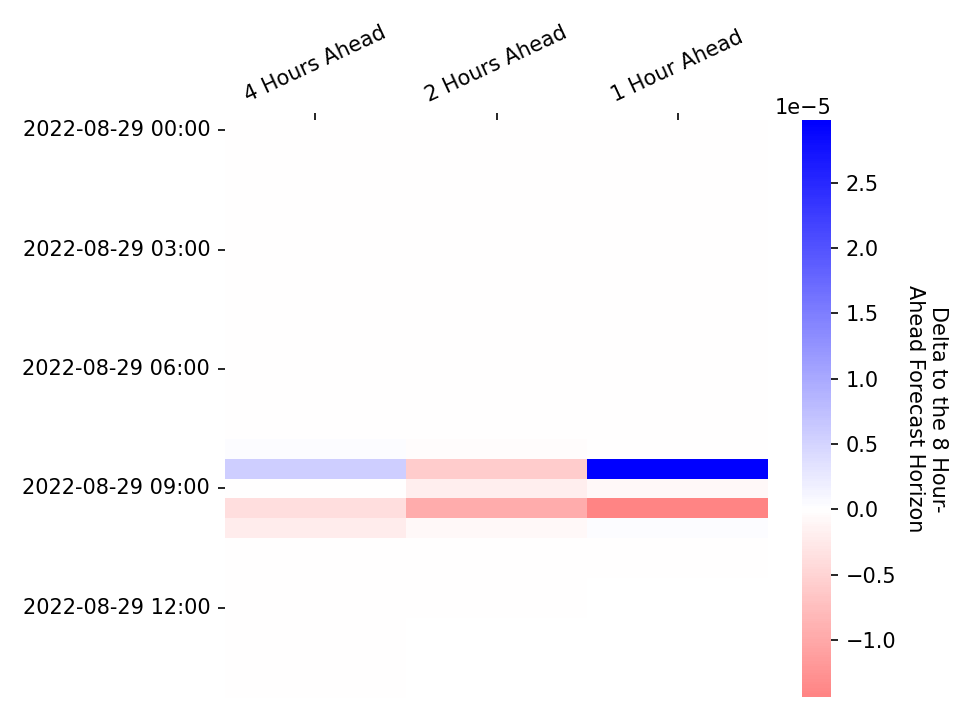 4 Hours Ahead
2 Hours Ahead
1 Hour Ahead
1e−5
2022-08-29 00:00
2022-08-29 03:00
2022-08-29 06:00
2022-08-29 09:00
2022-08-29 12:00
2.5
2.0
1.5
1.0
0.5
0.0
−0.5
−1.0
Delta to the 8 Hour-
Ahead Forecast Horizon